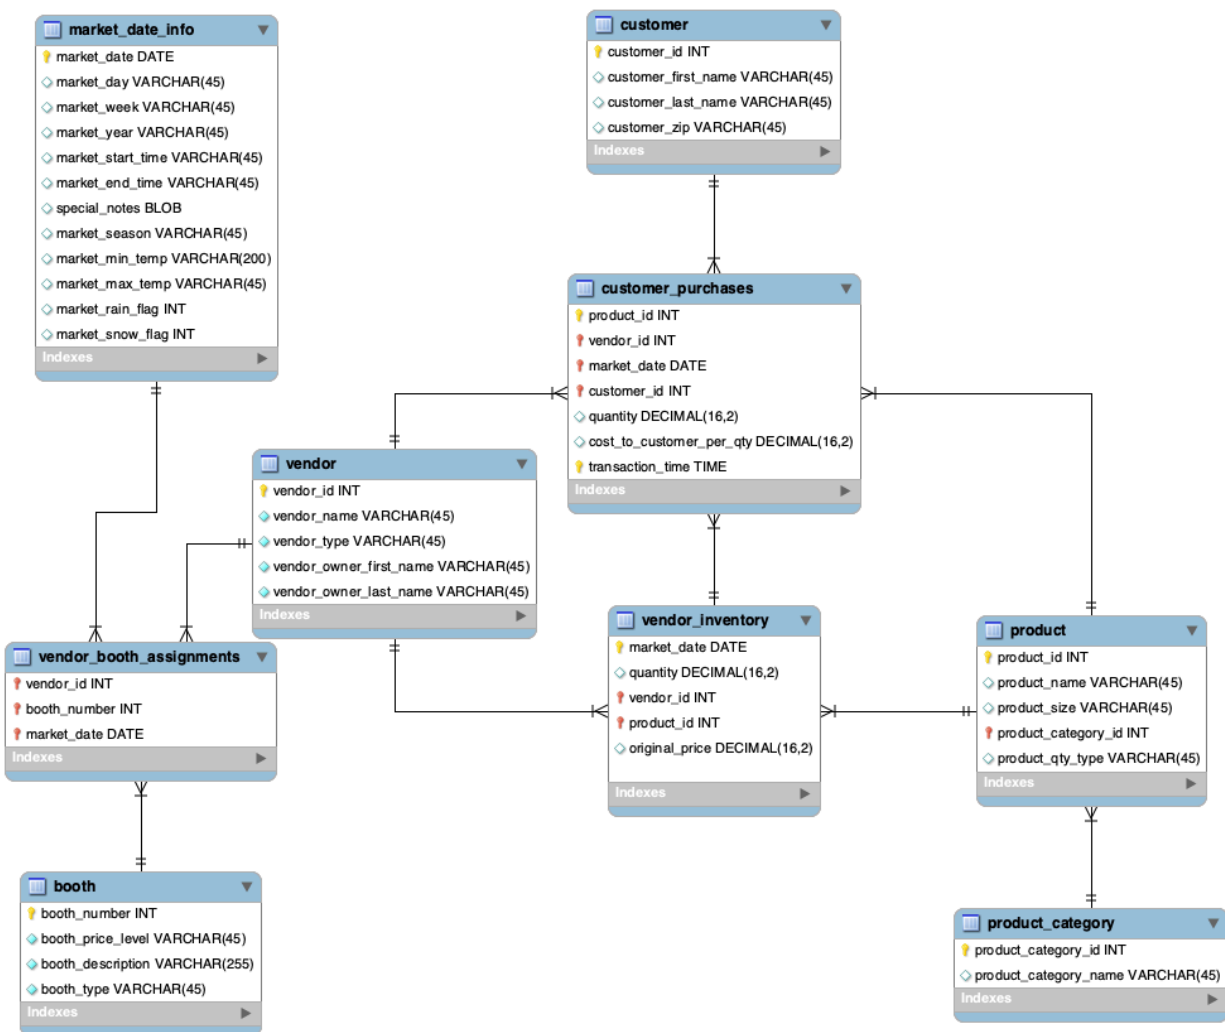 market_date_info
market_date DATE
market_day VARCHAR(45)
market_week VARCHAR(45)
market_year VARCHAR(45)
market_start_time VARCHAR(45)
market_end_time VARCHAR(45)
special_notes BLOB
market_season VARCHAR(45)
market_min_temp VARCHAR(200)
market_max_temp VARCHAR(45)
market_rain_flag INT
market_snow_flag INT
Indexes
customer
customer_id INT
customer_first_name VARCHAR(45)
customer_last_name VARCHAR(45)
customer_zip VARCHAR(45)
Indexes
customer_purchases
product_id INT
vendor_id INT
market_date DATE
customer_id INT
quantity DECIMAL(16,2)
cost_to_customer_per_qty DECIMAL(16,2)
transaction_time TIME
Indexes
vendor
vendor_id INT
vendor_name VARCHAR(45)
vendor_type VARCHAR(45)
vendor_owner_first_name VARCHAR(45)
vendor_owner_last_name VARCHAR(45)
Indexes
vendor_inventory
market_date DATE
quantity DECIMAL(16,2)
vendor_id INT
product_id INT
original_price DECIMAL(16,2)
Indexes
product
product_id INT
product_name VARCHAR(45)
product_size VARCHAR(45)
product_category_id INT
product_qty_type VARCHAR(45)
Indexes
vendor_booth_assignments
vendor_id INT
booth_number INT
market_date DATE
Indexes
booth
booth_number INT
booth_price_level VARCHAR(45)
booth_description VARCHAR(255)
booth_type VARCHAR(45)
Indexes
product_category
product_category_id INT
product_category_name VARCHAR(45)
Indexes